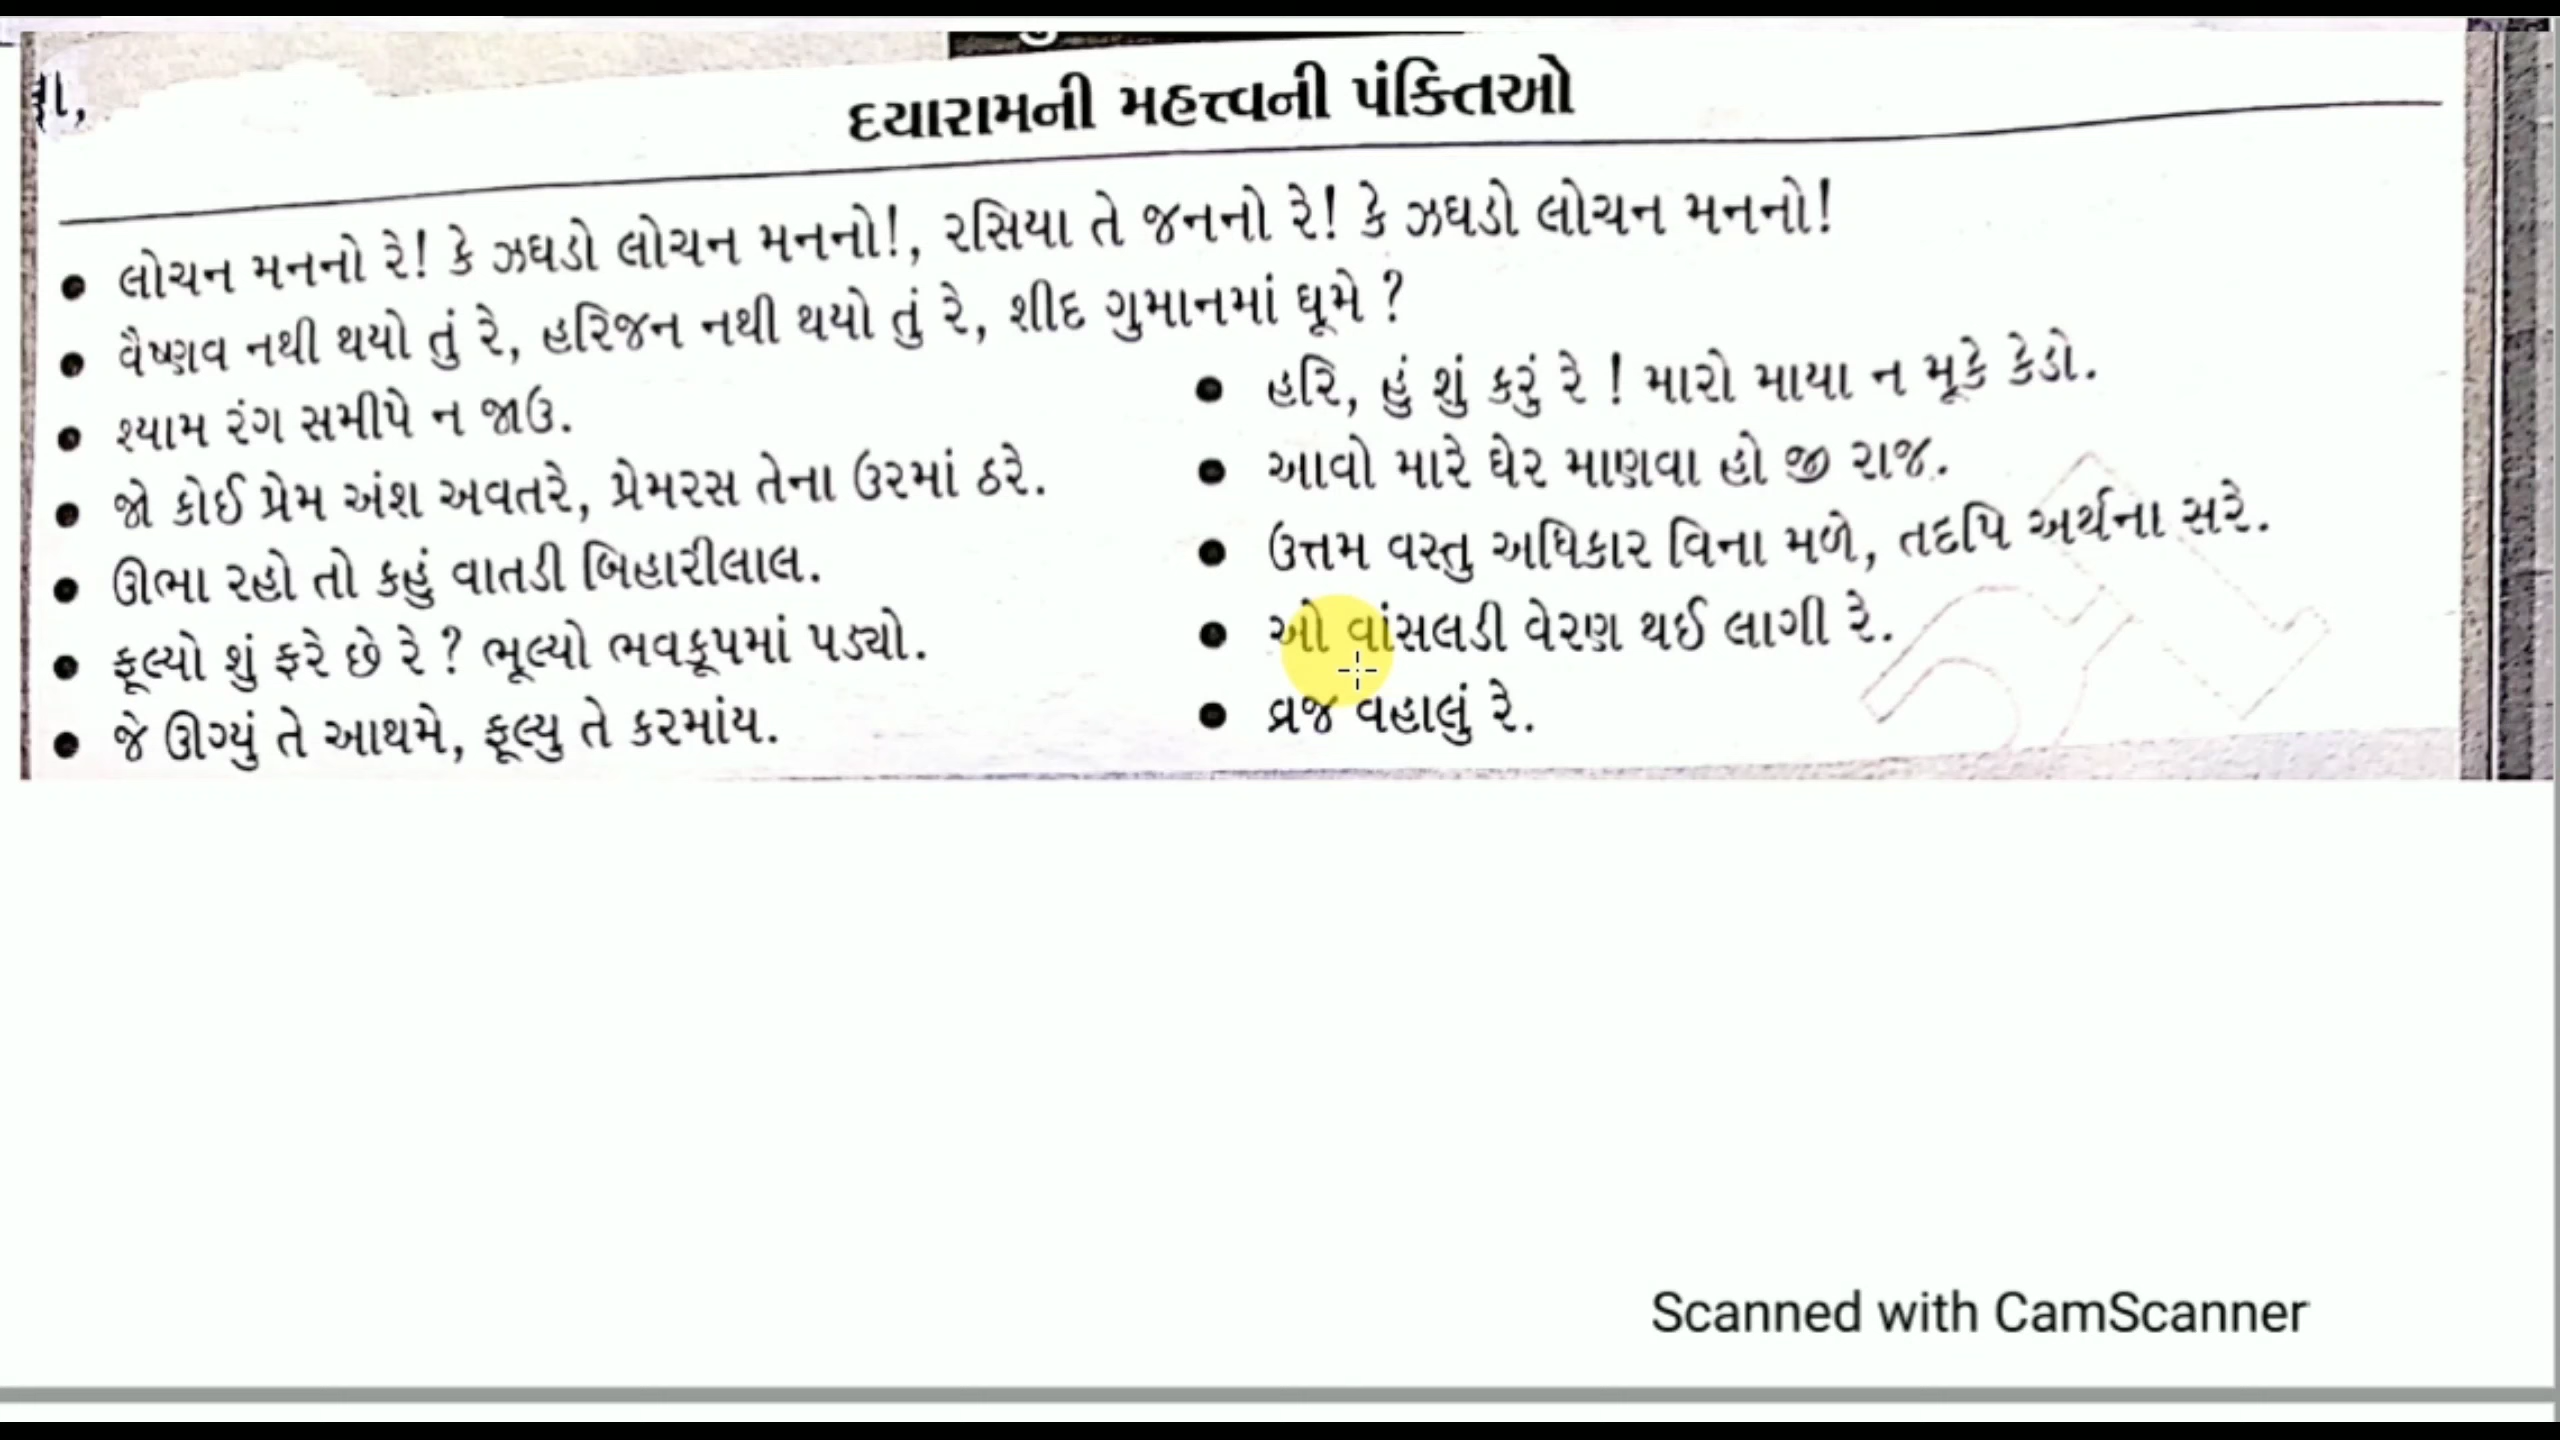 દયારામની મહત્ત્વની પંક્તિઓ
• લોચન મનનો રે! કે ઝઘડો લોચન મનનો!, રસિયા તે જનનો રે! કે ઝઘડો લોચન મનનો!
• વૈષ્ણવ નથી થયો તું રે, હરિજન નથી થયો તું રે, શીદ ગુમાનમાં ઘૂમે ?
• શ્યામ રંગ સમીપે ન જાઉ.
• જો કોઈ પ્રેમ અંશ અવતરે, પ્રેમરસ તેના ઉરમાં ઠરે.
• ઊભા રહો તો કહું વાતડી બિહારીલાલ.
• ફૂલ્યો શું ફરે છે રે ? ભૂલ્યો ભવકૂપમાં પડ્યો.
• જે ઊગ્યું તે આથમે, ફૂલ્યુ તે કરમાંય.
• હરિ, હું શું કરું રે ! મારો માયા ન મૂકે કેડો.
• આવો મારે ઘેર માણવા હો જી રાજ.
• ઉત્તમ વસ્તુ અધિકાર વિના મળે, તદપિ અર્થના સરે.
• ઓ વાંસલડી વેરણ થઈ લાગી રે.
• વ્રજ વહાલું રે.
Scanned with CamScanner